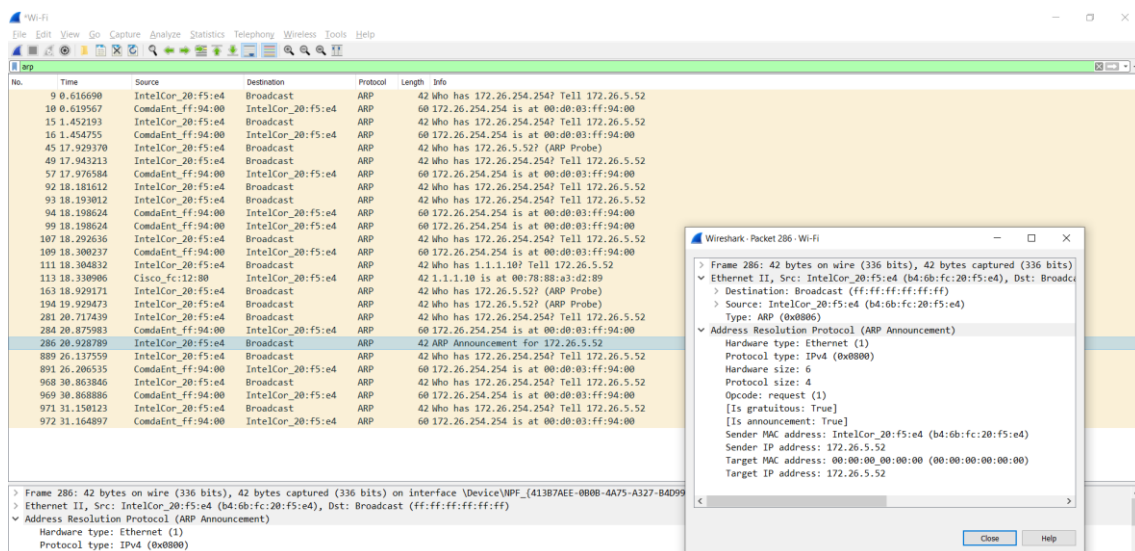 *Wi-Fi
File Edit View Go Capture Analyze Statistics Telephony Wireless Tools Help
arp
No. Time Source Destination Protocol Length Info
9 0.616690 IntelCor_20:f5:e4 Broadcast ARP 42 Who has 172.26.254.254? Tell 172.26.5.52
10 0.619567 ComdaEnt_ff:94:00 IntelCor_20:f5:e4 ARP 60 172.26.254.254 is at 00:d0:03:ff:94:00
15 1.452193 IntelCor_20:f5:e4 Broadcast ARP 42 Who has 172.26.254.254? Tell 172.26.5.52
16 1.454755 ComdaEnt_ff:94:00 IntelCor_20:f5:e4 ARP 60 172.26.254.254 is at 00:d0:03:ff:94:00
45 17.929370 IntelCor_20:f5:e4 Broadcast ARP 42 Who has 172.26.5.52? (ARP Probe)
49 17.943213 IntelCor_20:f5:e4 Broadcast ARP 42 Who has 172.26.254.254? Tell 172.26.5.52
57 17.976584 ComdaEnt_ff:94:00 IntelCor_20:f5:e4 ARP 60 172.26.254.254 is at 00:d0:03:ff:94:00
92 18.181612 IntelCor_20:f5:e4 Broadcast ARP 42 Who has 172.26.254.254? Tell 172.26.5.52
93 18.193012 IntelCor_20:f5:e4 Broadcast ARP 42 Who has 172.26.254.254? Tell 172.26.5.52
94 18.198624 ComdaEnt_ff:94:00 IntelCor_20:f5:e4 ARP 60 172.26.254.254 is at 00:d0:03:ff:94:00
99 18.198624 ComdaEnt_ff:94:00 IntelCor_20:f5:e4 ARP 60 172.26.254.254 is at 00:d0:03:ff:94:00
107 18.292636 IntelCor_20:f5:e4 Broadcast ARP 42 Who has 172.26.254.254? Tell 172.26.5.52
109 18.300237 ComdaEnt_ff:94:00 IntelCor_20:f5:e4 ARP 60 172.26.254.254 is at 00:d0:03:ff:94:00
111 18.304832 IntelCor_20:f5:e4 Broadcast ARP 42 Who has 1.1.1.10? Tell 172.26.5.52
113 18.330906 Cisco_fc:12:80 IntelCor_20:f5:e4 ARP 42 1.1.1.10 is at 00:78:88:a3:d2:89
163 18.929171 IntelCor_20:f5:e4 Broadcast ARP 42 Who has 172.26.5.52? (ARP Probe)
194 19.929473 IntelCor_20:f5:e4 Broadcast ARP 42 Who has 172.26.5.52? (ARP Probe)
281 20.717439 IntelCor_20:f5:e4 Broadcast ARP 42 Who has 172.26.254.254? Tell 172.26.5.52
284 20.875983 ComdaEnt_ff:94:00 IntelCor_20:f5:e4 ARP 60 172.26.254.254 is at 00:d0:03:ff:94:00
286 20.928789 IntelCor_20:f5:e4 Broadcast ARP 42 ARP Announcement for 172.26.5.52
889 26.137559 IntelCor_20:f5:e4 Broadcast ARP 42 Who has 172.26.254.254? Tell 172.26.5.52
891 26.206535 ComdaEnt_ff:94:00 IntelCor_20:f5:e4 ARP 60 172.26.254.254 is at 00:d0:03:ff:94:00
968 30.863846 IntelCor_20:f5:e4 Broadcast ARP 42 Who has 172.26.254.254? Tell 172.26.5.52
969 30.868886 ComdaEnt_ff:94:00 IntelCor_20:f5:e4 ARP 60 172.26.254.254 is at 00:d0:03:ff:94:00
971 31.150123 IntelCor_20:f5:e4 Broadcast ARP 42 Who has 172.26.254.254? Tell 172.26.5.52
972 31.164897 ComdaEnt_ff:94:00 IntelCor_20:f5:e4 ARP 60 172.26.254.254 is at 00:d0:03:ff:94:00
> Frame 286: 42 bytes on wire (336 bits), 42 bytes captured (336 bits) on interface \Device\NPF_{413B7AEE-0B0B-4A75-A327-B4D99
> Ethernet II, Src: IntelCor_20:f5:e4 (b4:6b:fc:20:f5:e4), Dst: Broadcast (ff:ff:ff:ff:ff:ff)
Address Resolution Protocol (ARP Announcement)
Hardware type: Ethernet (1)
Protocol type: IPv4 (0x0800)
Wireshark · Packet 286 · Wi-Fi
> Frame 286: 42 bytes on wire (336 bits), 42 bytes captured (336 bits)
Ethernet II, Src: IntelCor_20:f5:e4 (b4:6b:fc:20:f5:e4), Dst: Broadca
> Destination: Broadcast (ff:ff:ff:ff:ff:ff)
> Source: IntelCor_20:f5:e4 (b4:6b:fc:20:f5:e4)
Type: ARP (0x0806)
Address Resolution Protocol (ARP Announcement)
Hardware type: Ethernet (1)
Protocol type: IPv4 (0x0800)
Hardware size: 6
Protocol size: 4
Opcode: request (1)
[Is gratuitous: True]
[Is announcement: True]
Sender MAC address: IntelCor_20:f5:e4 (b4:6b:fc:20:f5:e4)
Sender IP address: 172.26.5.52
Target MAC address: 00:00:00_00:00:00 (00:00:00:00:00:00)
Target IP address: 172.26.5.52
Close Help